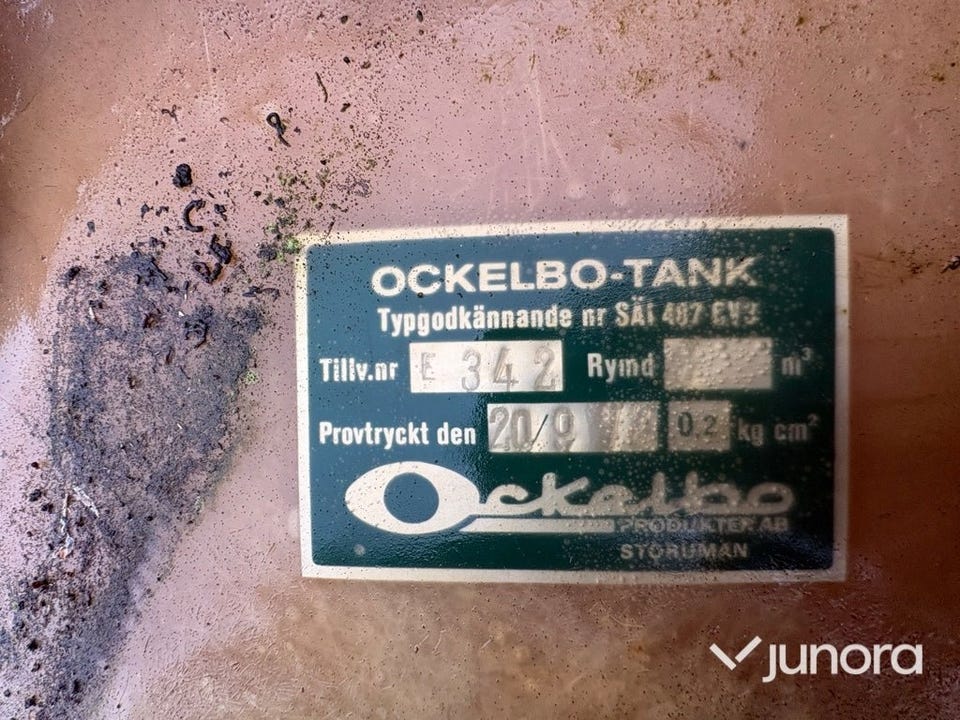 OCKELBO-TANK
Typgodkännande nr SÄI 487 EV3
Tillv.nr E 342 Rymd m³
Provtryckt den 20/9 0,2 kg cm²
Ockelbo
PRODUKTER AB
STORUMAN
junora